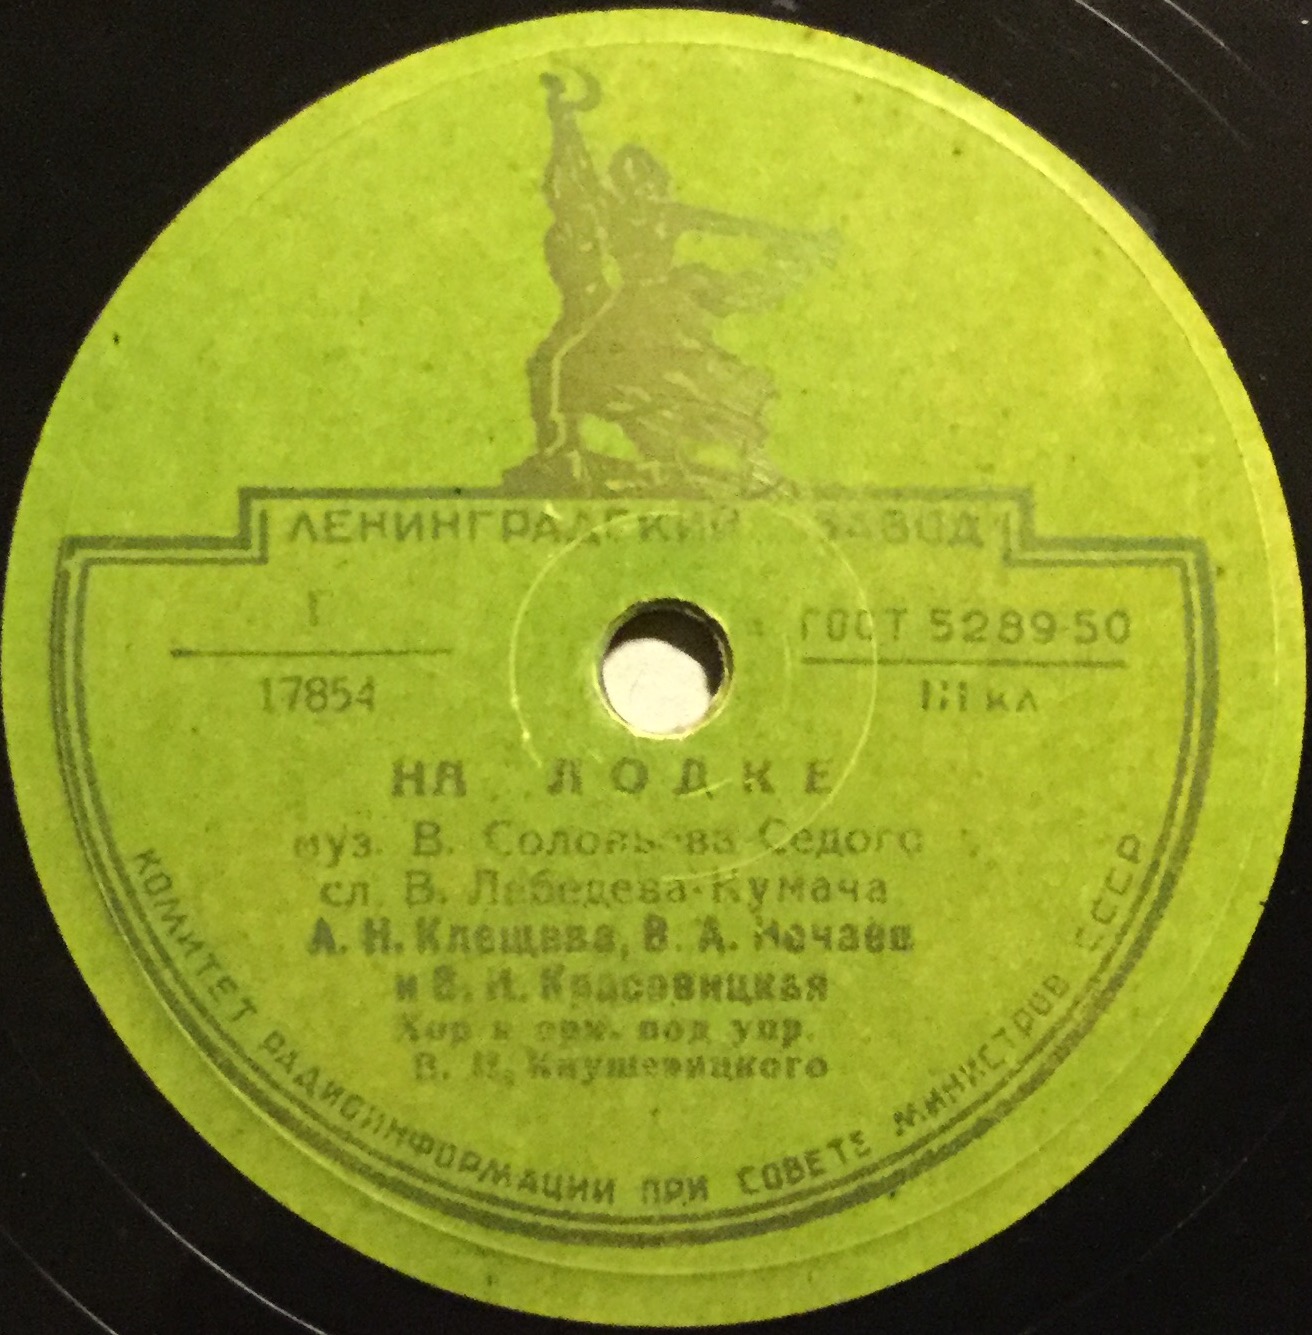 ЛЕНИНГРАДСКИЙ ЗАВОД
Г
17854
ГОСТ 5289-50
III кл
НА ЛОДКЕ
муз. В. Соловьева-Седого
сл. В. Лебедева-Кумача
А. Н. Клещева, В. А. Нечаев
и В. И. Красовицкая
Хор и орк. под упр.
В. Н. Кнушевицкого
КОМИТЕТ РАДИОИНФОРМАЦИИ ПРИ СОВЕТЕ МИНИСТРОВ СССР